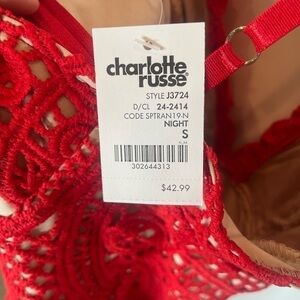 charlotte
russe
STYLE J3724
D/CL 24-2414
CODE SPTRAN19-N
NIGHT
S
302644313
$42.99